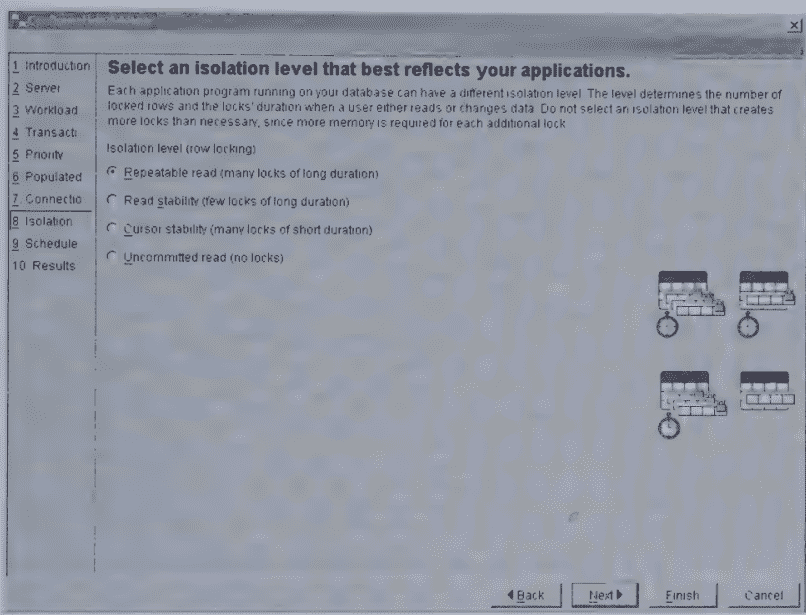 1 Introduction
2 Server
3 Workload
4 Transacti
5 Priority
6 Populated
7 Connectio
8 Isolation
9 Schedule
10 Results
Select an isolation level that best reflects your applications.
Each application program running on your database can have a different isolation level. The level determines the number of
locked rows and the locks' duration when a user either reads or changes data. Do not select an isolation level that creates
more locks than necessary, since more memory is required for each additional lock
Isolation level (row locking)
Repeatable read (many locks of long duration)
Read stability (few locks of long duration)
Cursor stability (many locks of short duration)
Uncommitted read (no locks)
Back
Next
Finish
Cancel